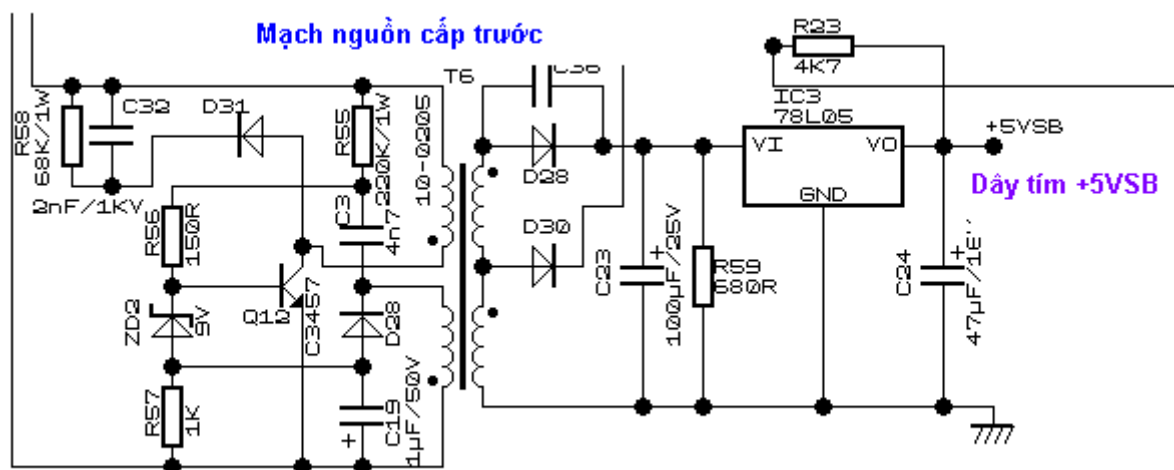 Mạch nguồn cấp trước
R58
68K/1W
C32
2nF/1KV
D31
R55
220K/1W
T6
10-0205
R56
150R
C3
4n7
Q12
C3457
ZD2
9V
D28
R57
1K
C19
1µF/50V
+
D28
D30
C23
100µF/25V
+
R59
680R
IC3
78L05
VI
VO
GND
R23
4K7
+5VSB
Dây tím +5VSB
C24
47µF/1E''
+